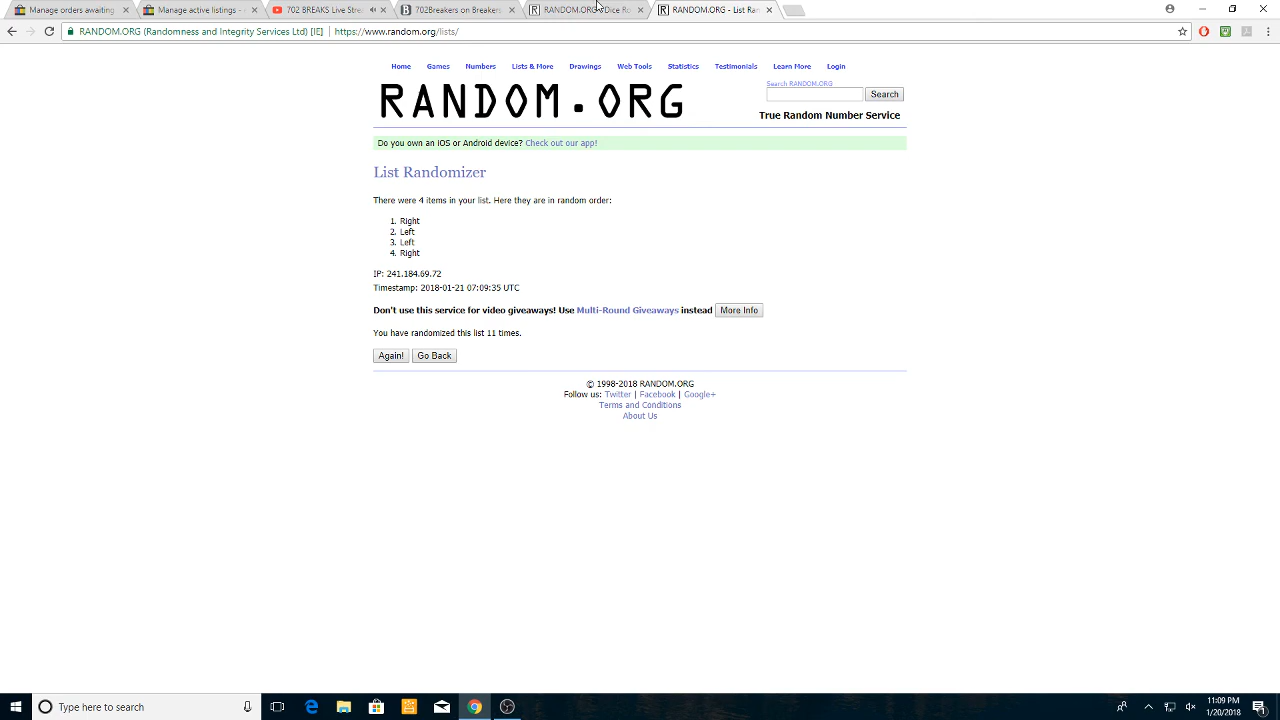 Manage orders awaiting
Manage active listings -
702 BREAKS Live Stre
702Breakers on Breakers
RANDOM.ORG - Dice Ro
RANDOM.ORG - List Ran
RANDOM.ORG (Randomness and Integrity Services Ltd) [IE]
https://www.random.org/lists/
Home Games Numbers Lists & More Drawings Web Tools Statistics Testimonials Learn More Login
Search RANDOM.ORG
Search
RANDOM.ORG
True Random Number Service
Do you own an iOS or Android device? Check out our app!
List Randomizer
There were 4 items in your list. Here they are in random order:
1. Right
2. Left
3. Left
4. Right
IP: 241.184.69.72
Timestamp: 2018-01-21 07:09:35 UTC
Don't use this service for video giveaways! Use Multi-Round Giveaways instead More Info
You have randomized this list 11 times.
Again! Go Back
© 1998-2018 RANDOM.ORG
Follow us: Twitter | Facebook | Google+
Terms and Conditions
About Us
Type here to search
11:09 PM
1/20/2018